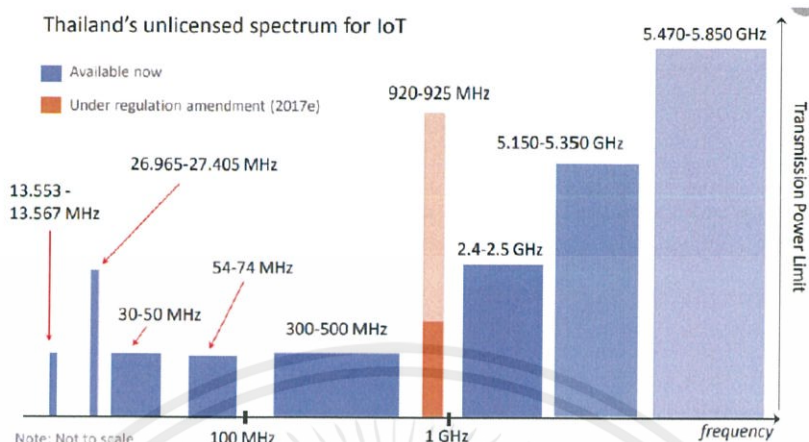 Thailand's unlicensed spectrum for IoT
Available now
Under regulation amendment (2017e)
13.553 -
13.567 MHz
26.965-27.405 MHz
30-50 MHz
54-74 MHz
300-500 MHz
920-925 MHz
2.4-2.5 GHz
5.150-5.350 GHz
5.470-5.850 GHz
Transmission Power Limit
Note: Not to scale
100 MHz
1 GHz
frequency